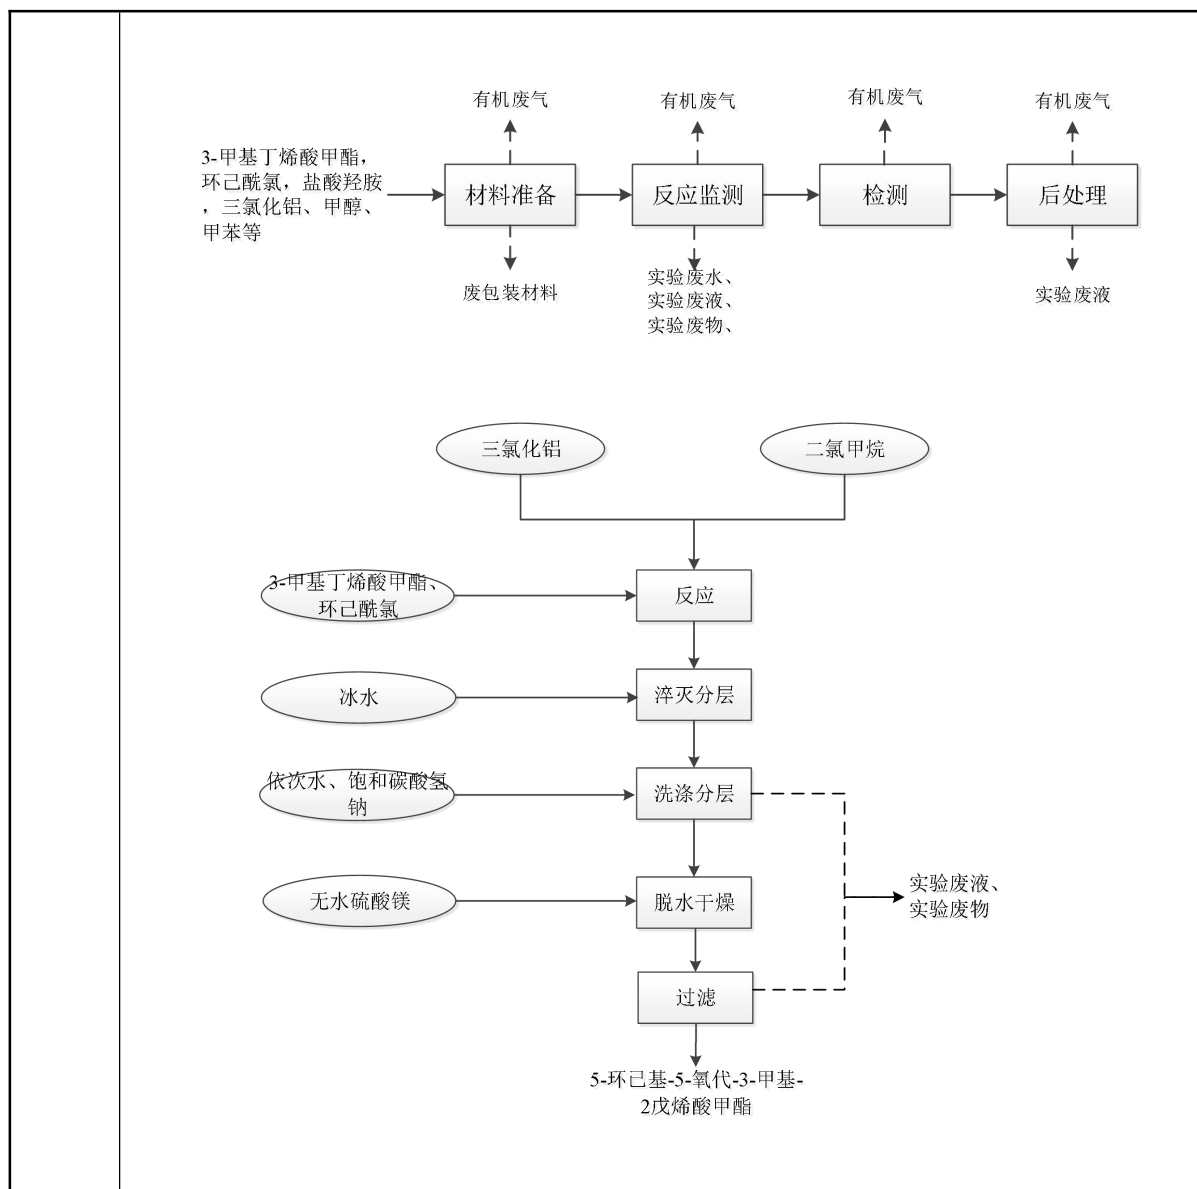 有机废气
有机废气
有机废气
有机废气
3-甲基丁烯酸甲酯，
环己酰氯，盐酸羟胺
，三氯化铝、甲醇、
甲苯等
材料准备
反应监测
检测
后处理
废包装材料
实验废水、
实验废液、
实验废物、
实验废液
三氯化铝
二氯甲烷
3-甲基丁烯酸甲酯、
环己酰氯
反应
冰水
淬灭分层
依次水、饱和碳酸氢
钠
洗涤分层
无水硫酸镁
脱水干燥
实验废液、
实验废物
过滤
5-环己基-5-氧代-3-甲基-
2戊烯酸甲酯